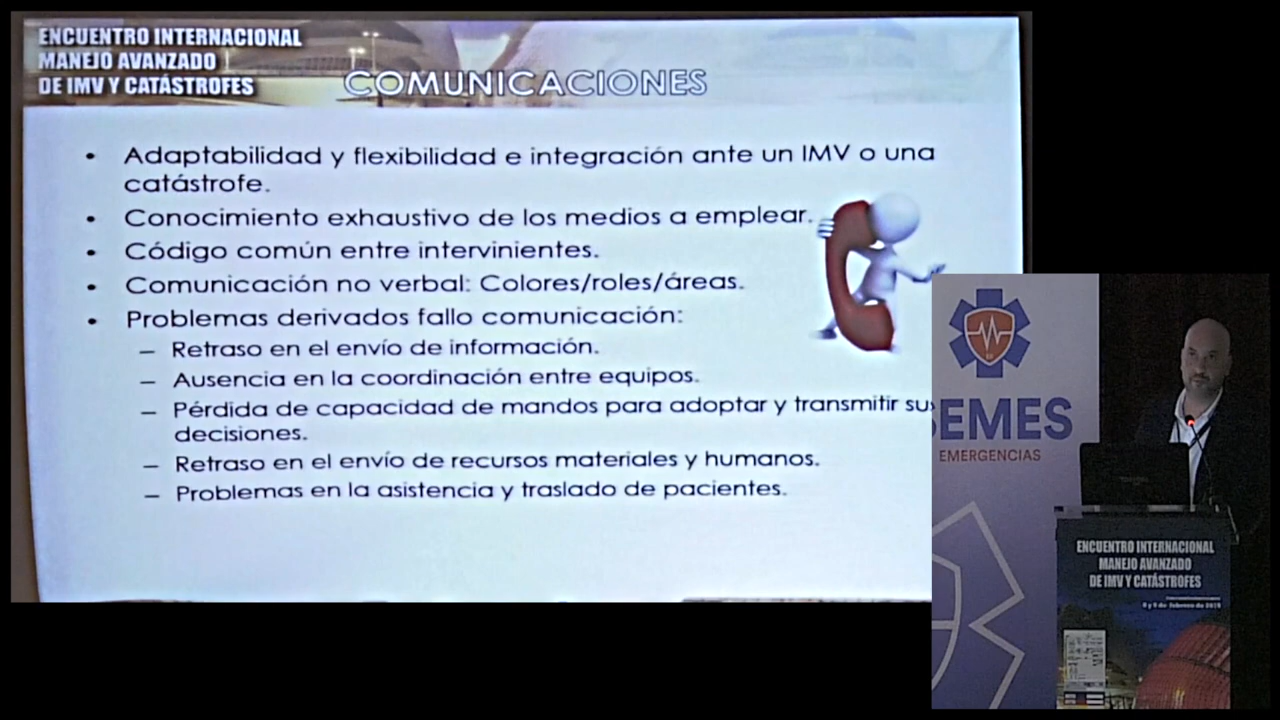 ENCUENTRO INTERNACIONAL
MANEJO AVANZADO
DE IMV Y CATÁSTROFES
COMUNICACIONES
• Adaptabilidad y flexibilidad e integración ante un IMV o una
catástrofe.
• Conocimiento exhaustivo de los medios a emplear.
• Código común entre intervinientes.
• Comunicación no verbal: Colores/roles/áreas.
• Problemas derivados fallo comunicación:
– Retraso en el envío de información.
– Ausencia en la coordinación entre equipos.
– Pérdida de capacidad de mandos para adoptar y transmitir sus
decisiones.
– Retraso en el envío de recursos materiales y humanos.
– Problemas en la asistencia y traslado de pacientes.
SEMES
EMERGENCIAS
ENCUENTRO INTERNACIONAL
MANEJO AVANZADO
DE IMV Y CATÁSTROFES